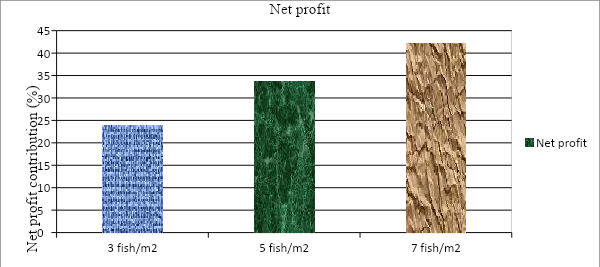 Net profit
Net profit contribution (%)
45
40
35
30
25
20
15
10
5
0
3 fish/m2
5 fish/m2
7 fish/m2
Net profit